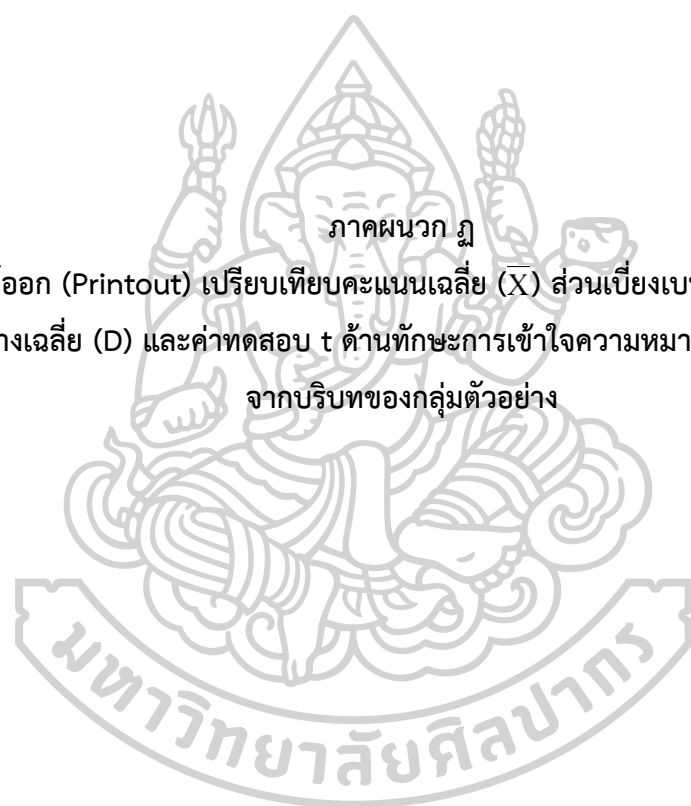 ภาคผนวก ฏ
ออก (Printout) เปรียบเทียบคะแนนเฉลี่ย (X̅) ส่วนเบี่ยงเบ
างเฉลี่ย (D) และค่าทดสอบ t ด้านทักษะการเข้าใจความหมา
จากบริบทของกลุ่มตัวอย่าง
มหาวิทยาลัยศิลปากร